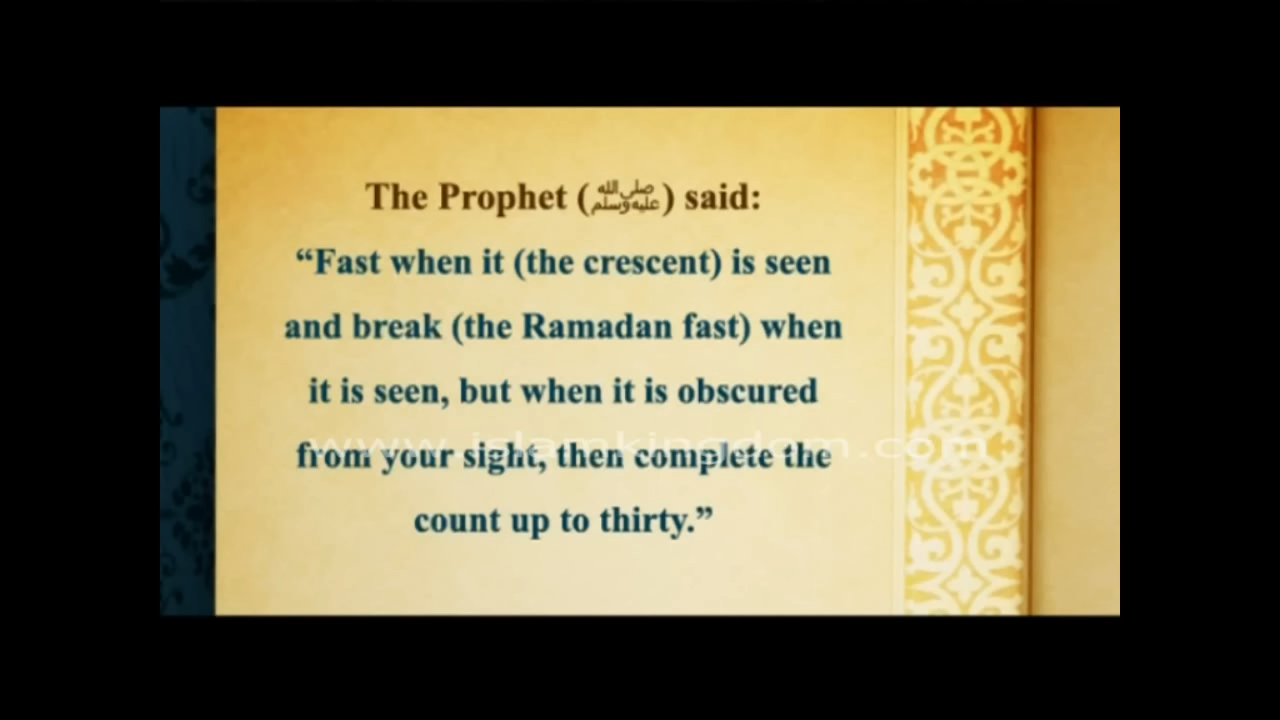 The Prophet (ﷺ) said:
“Fast when it (the crescent) is seen
and break (the Ramadan fast) when
it is seen, but when it is obscured
www.islamkingdom.com
from your sight, then complete the
count up to thirty.”